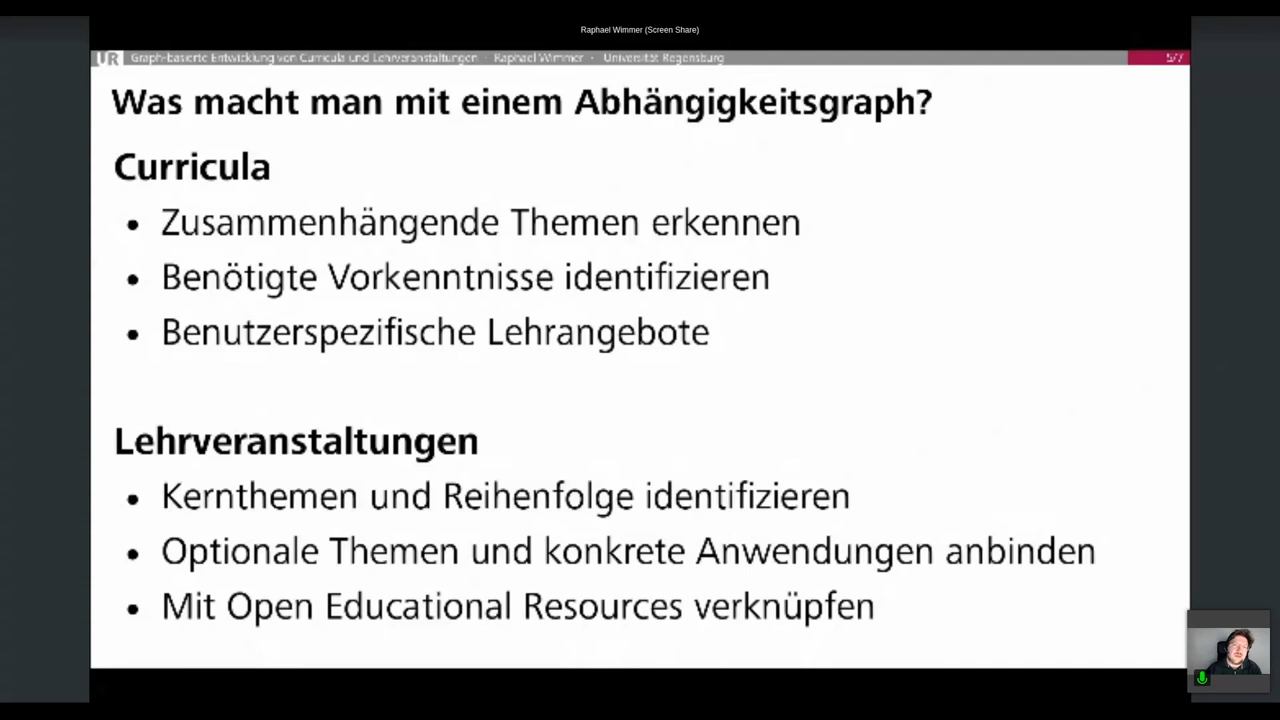 Raphael Wimmer (Screen Share)
UR Graph-basierte Entwicklung von Curricula und Lehrveranstaltungen · Raphael Wimmer · Universität Regensburg 5/7
Was macht man mit einem Abhängigkeitsgraph?
Curricula
• Zusammenhängende Themen erkennen
• Benötigte Vorkenntnisse identifizieren
• Benutzerspezifische Lehrangebote
Lehrveranstaltungen
• Kernthemen und Reihenfolge identifizieren
• Optionale Themen und konkrete Anwendungen anbinden
• Mit Open Educational Resources verknüpfen